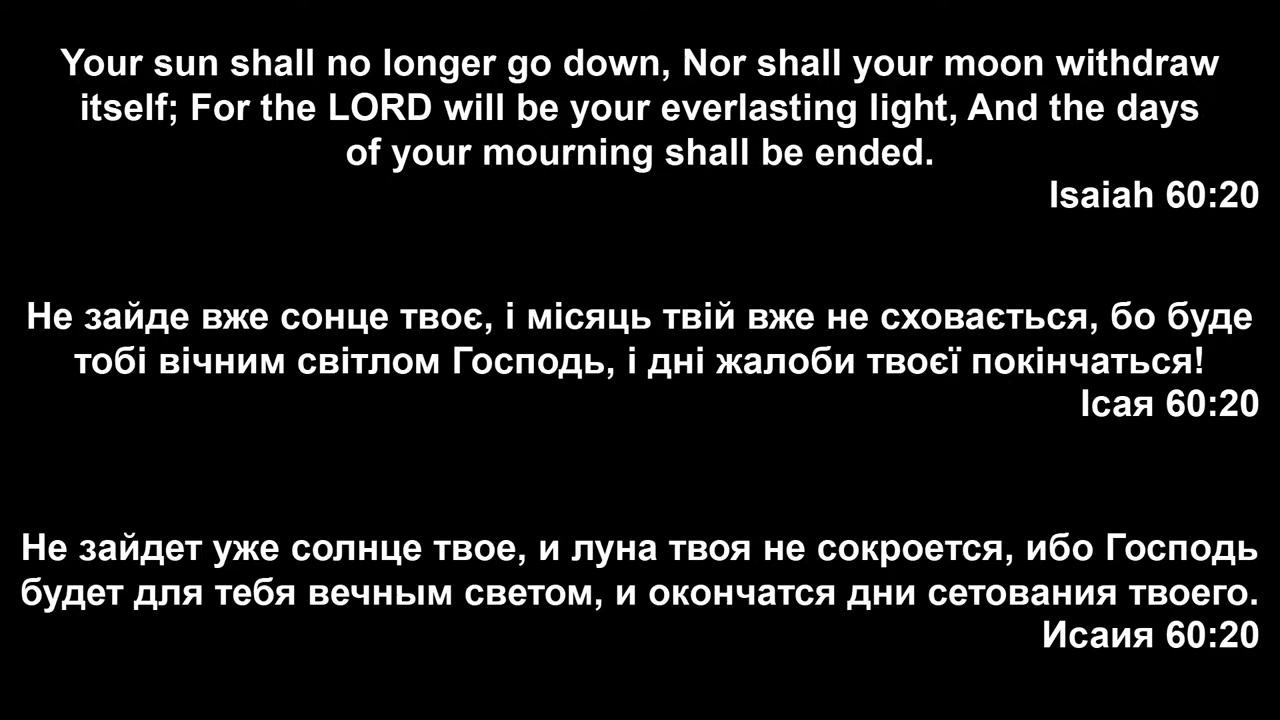 Your sun shall no longer go down, Nor shall your moon withdraw
itself; For the LORD will be your everlasting light, And the days
of your mourning shall be ended.
Isaiah 60:20
Не зайде вже сонце твоє, і місяць твій вже не сховається, бо буде
тобі вічним світлом Господь, і дні жалоби твоєї покінчаться!
Ісая 60:20
Не зайдет уже солнце твое, и луна твоя не сокроется, ибо Господь
будет для тебя вечным светом, и окончатся дни сетования твоего.
Исаия 60:20